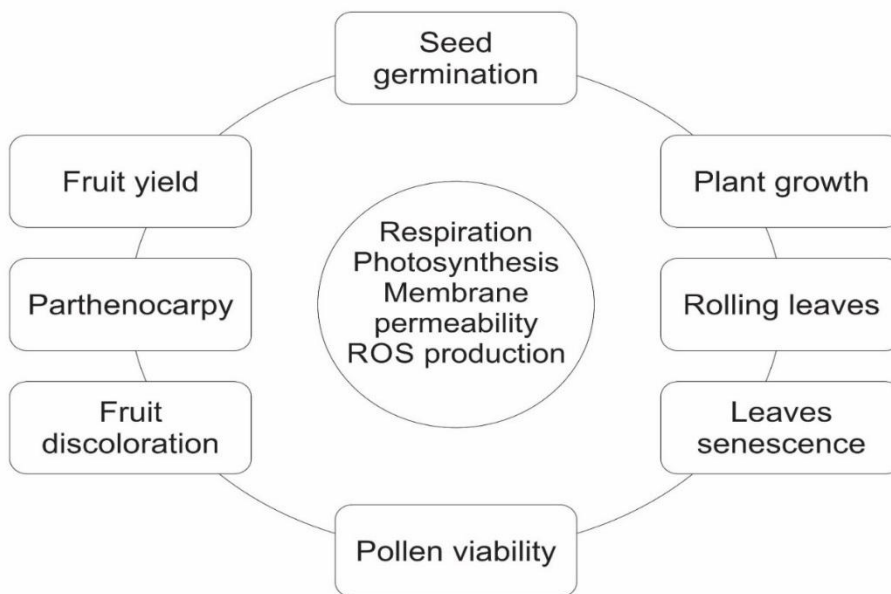 Seed
germination
Fruit yield
Plant growth
Respiration
Photosynthesis
Membrane
permeability
ROS production
Parthenocarpy
Rolling leaves
Fruit
discoloration
Leaves
senescence
Pollen viability